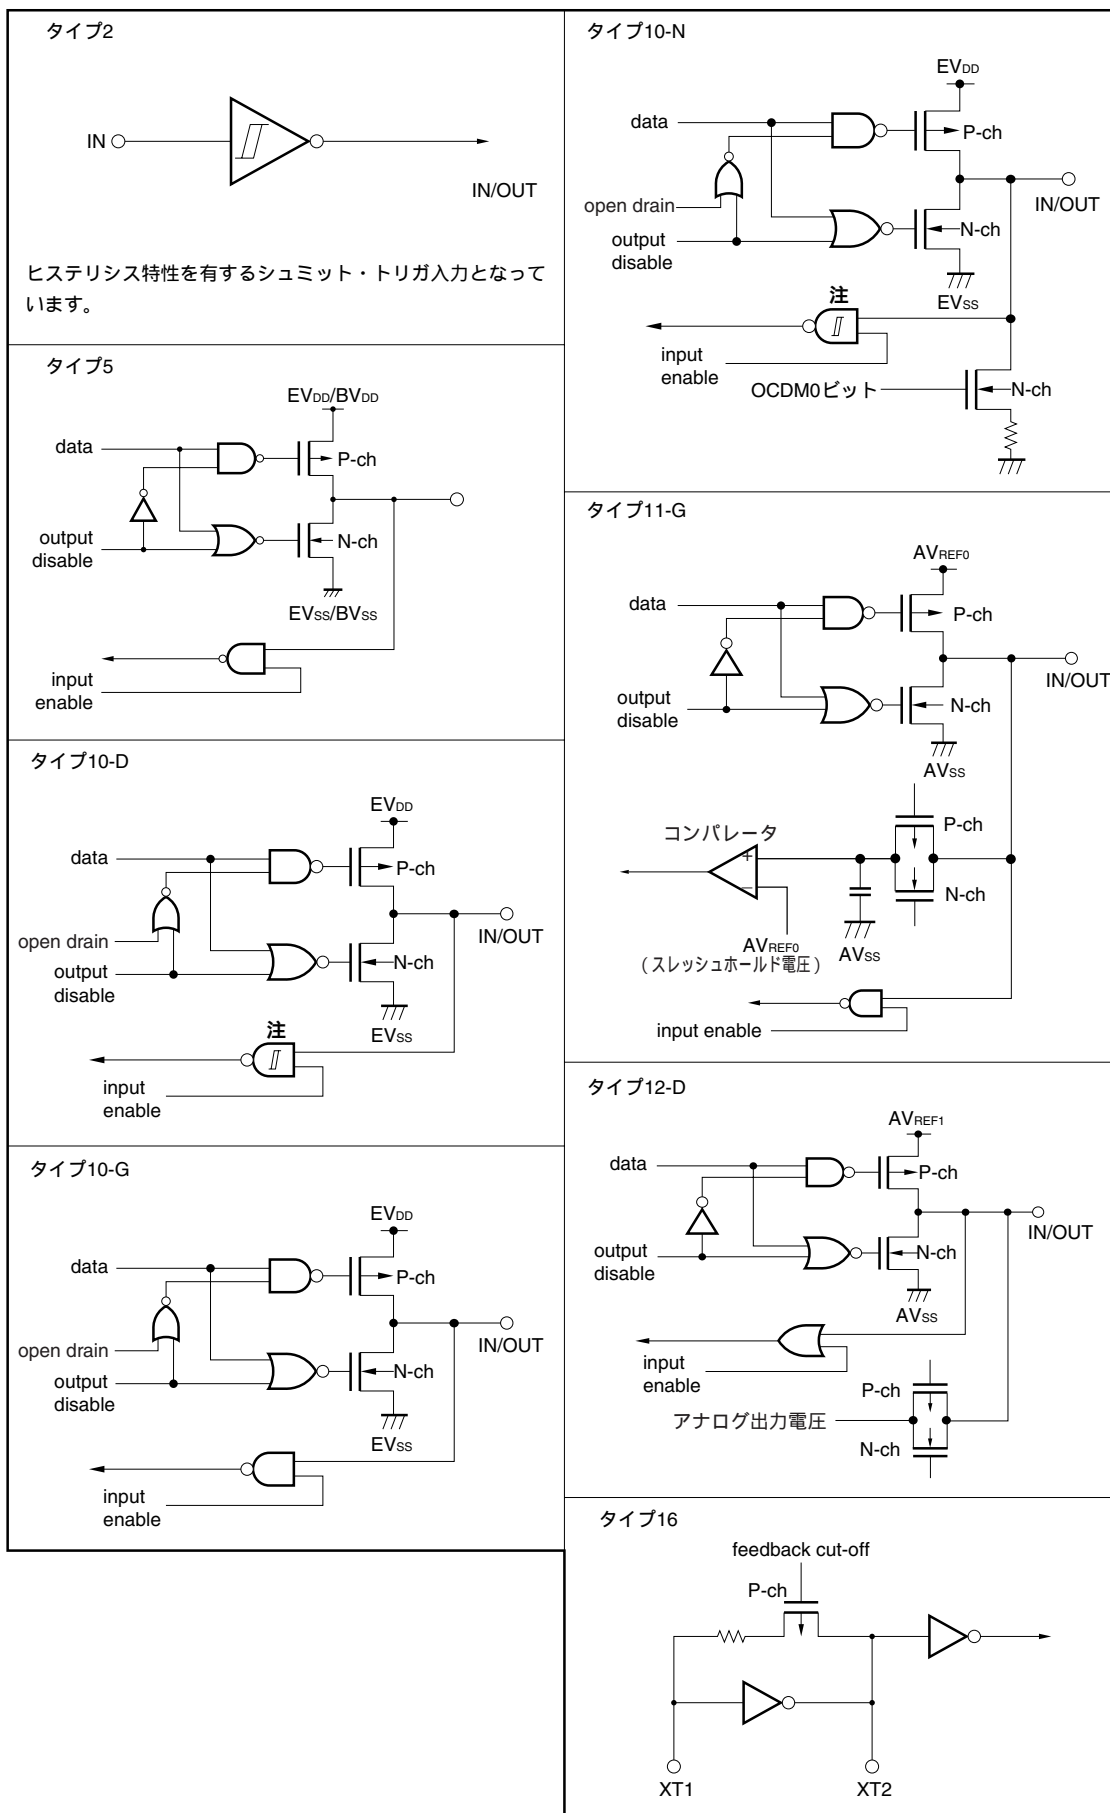 タイプ2
IN
IN/OUT
ヒステリシス特性を有するシュミット・トリガ入力となって
います。
タイプ5
EVDD/BVDD
data
P-ch
output
disable
N-ch
EVSS/BVSS
input
enable
タイプ10-D
EVDD
data
P-ch
open drain
output
disable
N-ch
IN/OUT
EVSS
注
input
enable
タイプ10-G
EVDD
data
P-ch
open drain
output
disable
N-ch
IN/OUT
EVSS
input
enable
タイプ10-N
EVDD
data
P-ch
open drain
output
disable
N-ch
IN/OUT
EVSS
注
input
enable
OCDM0ビット
N-ch
タイプ11-G
AVREF0
data
P-ch
output
disable
N-ch
IN/OUT
AVSS
P-ch
コンパレータ
+
−
N-ch
AVREF0
(スレッシュホールド電圧)
AVSS
input enable
タイプ12-D
AVREF1
data
P-ch
output
disable
N-ch
IN/OUT
AVSS
input
enable
P-ch
アナログ出力電圧
N-ch
タイプ16
feedback cut-off
P-ch
XT1
XT2